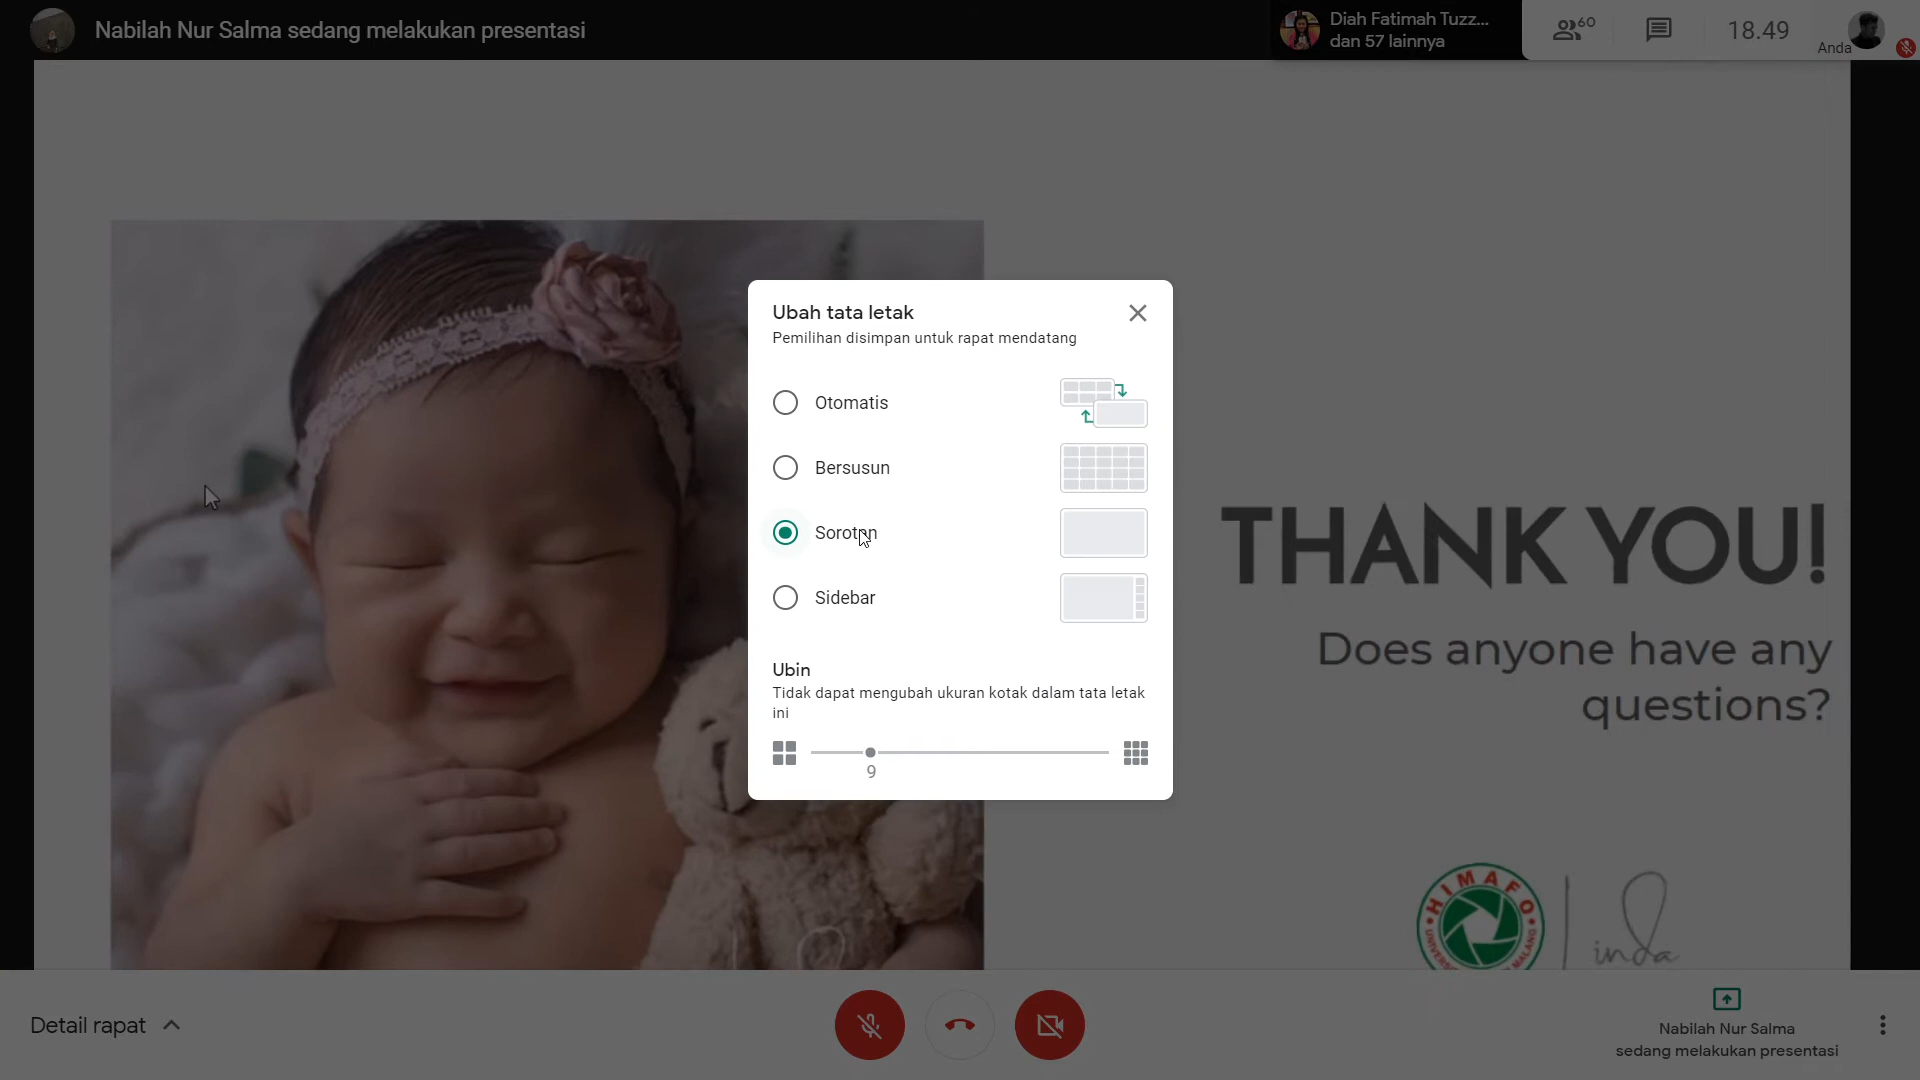 Nabilah Nur Salma sedang melakukan presentasi
Diah Fatimah Tuzz...
dan 57 lainnya
60
18.49
Anda
Ubah tata letak
Pemilihan disimpan untuk rapat mendatang
Otomatis
Bersusun
Sorotan
Sidebar
Ubin
Tidak dapat mengubah ukuran kotak dalam tata letak
ini
9
THANK YOU!
Does anyone have any
questions?
HIMAFO
inda
Detail rapat
Nabilah Nur Salma
sedang melakukan presentasi